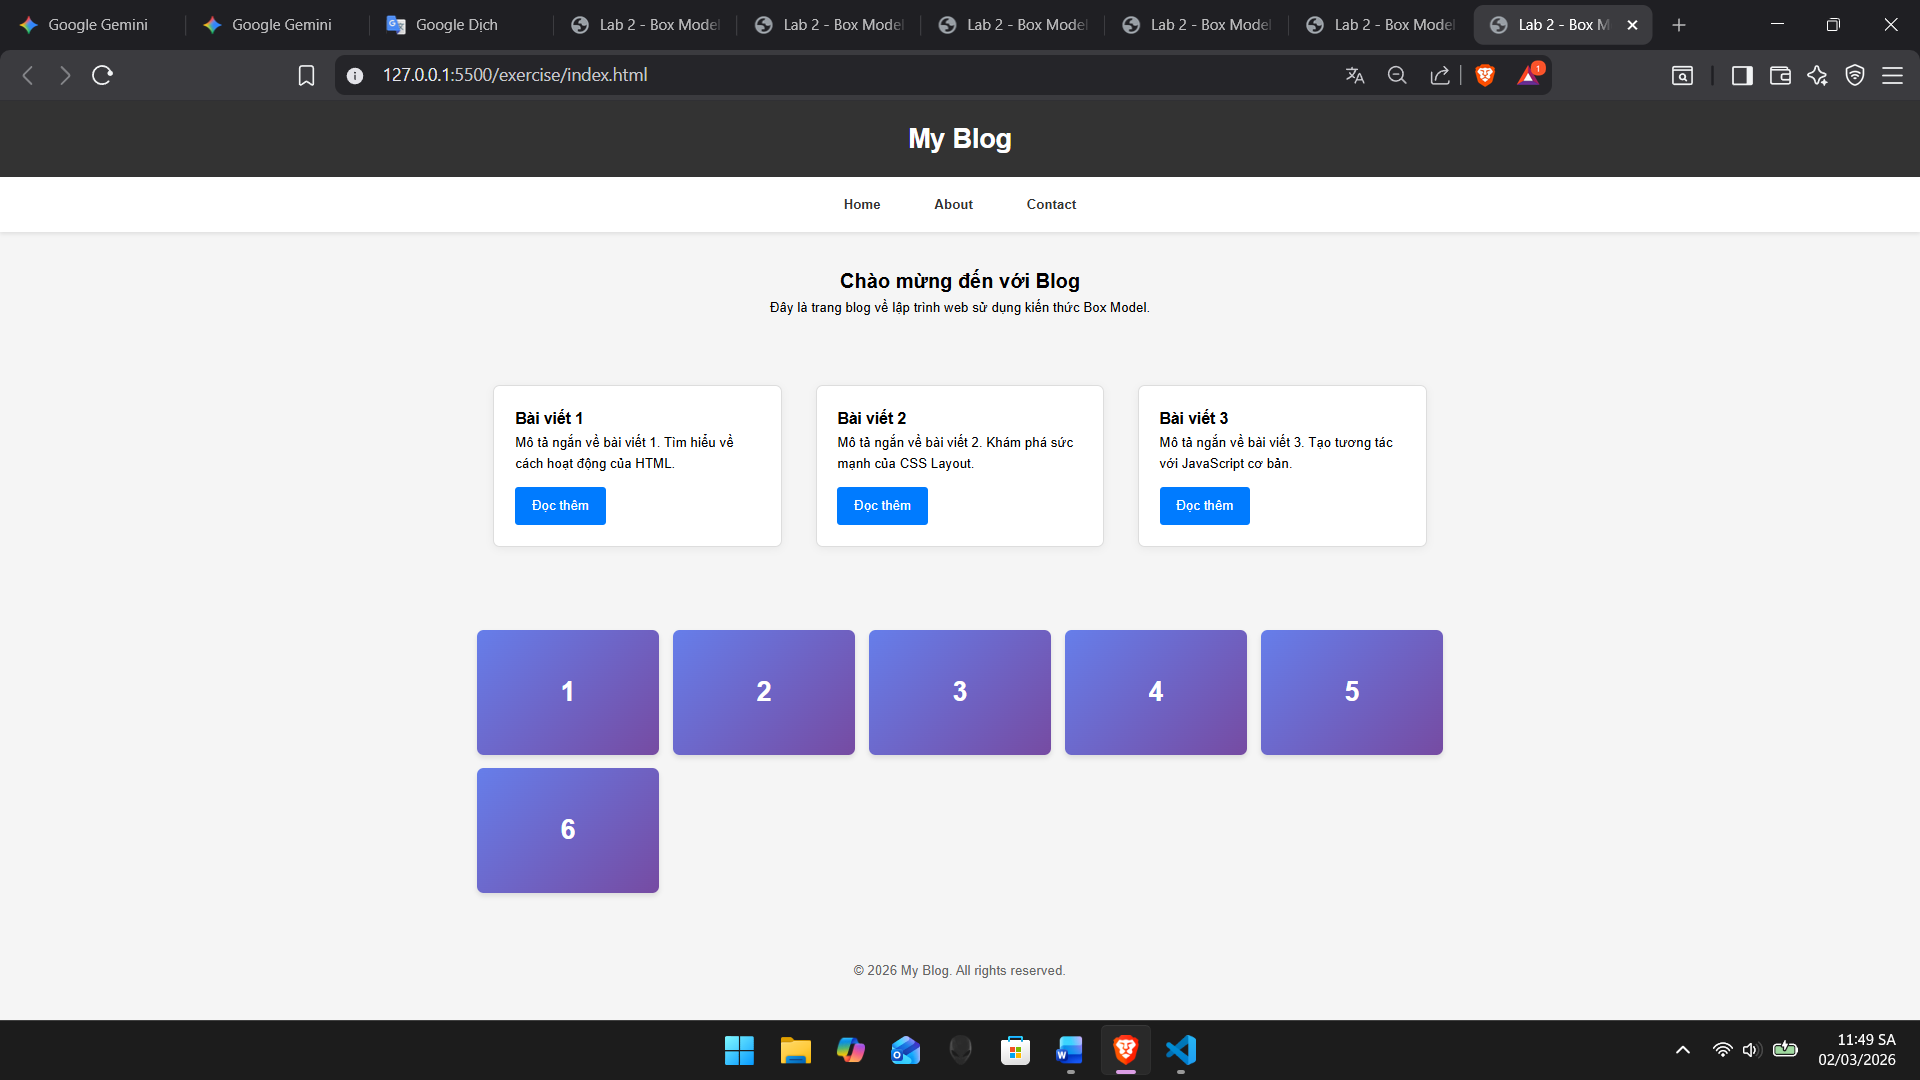 Google Gemini
Google Gemini
Google Dịch
Lab 2 - Box Model
Lab 2 - Box Model
Lab 2 - Box Model
Lab 2 - Box Model
Lab 2 - Box Model
Lab 2 - Box M
127.0.0.1:5500/exercise/index.html
1
My Blog
Home About Contact
Chào mừng đến với Blog
Đây là trang blog về lập trình web sử dụng kiến thức Box Model.
Bài viết 1
Mô tả ngắn về bài viết 1. Tìm hiểu về
cách hoạt động của HTML.
Đọc thêm
Bài viết 2
Mô tả ngắn về bài viết 2. Khám phá sức
mạnh của CSS Layout.
Đọc thêm
Bài viết 3
Mô tả ngắn về bài viết 3. Tạo tương tác
với JavaScript cơ bản.
Đọc thêm
1
2
3
4
5
6
© 2026 My Blog. All rights reserved.
11:49 SA
02/03/2026